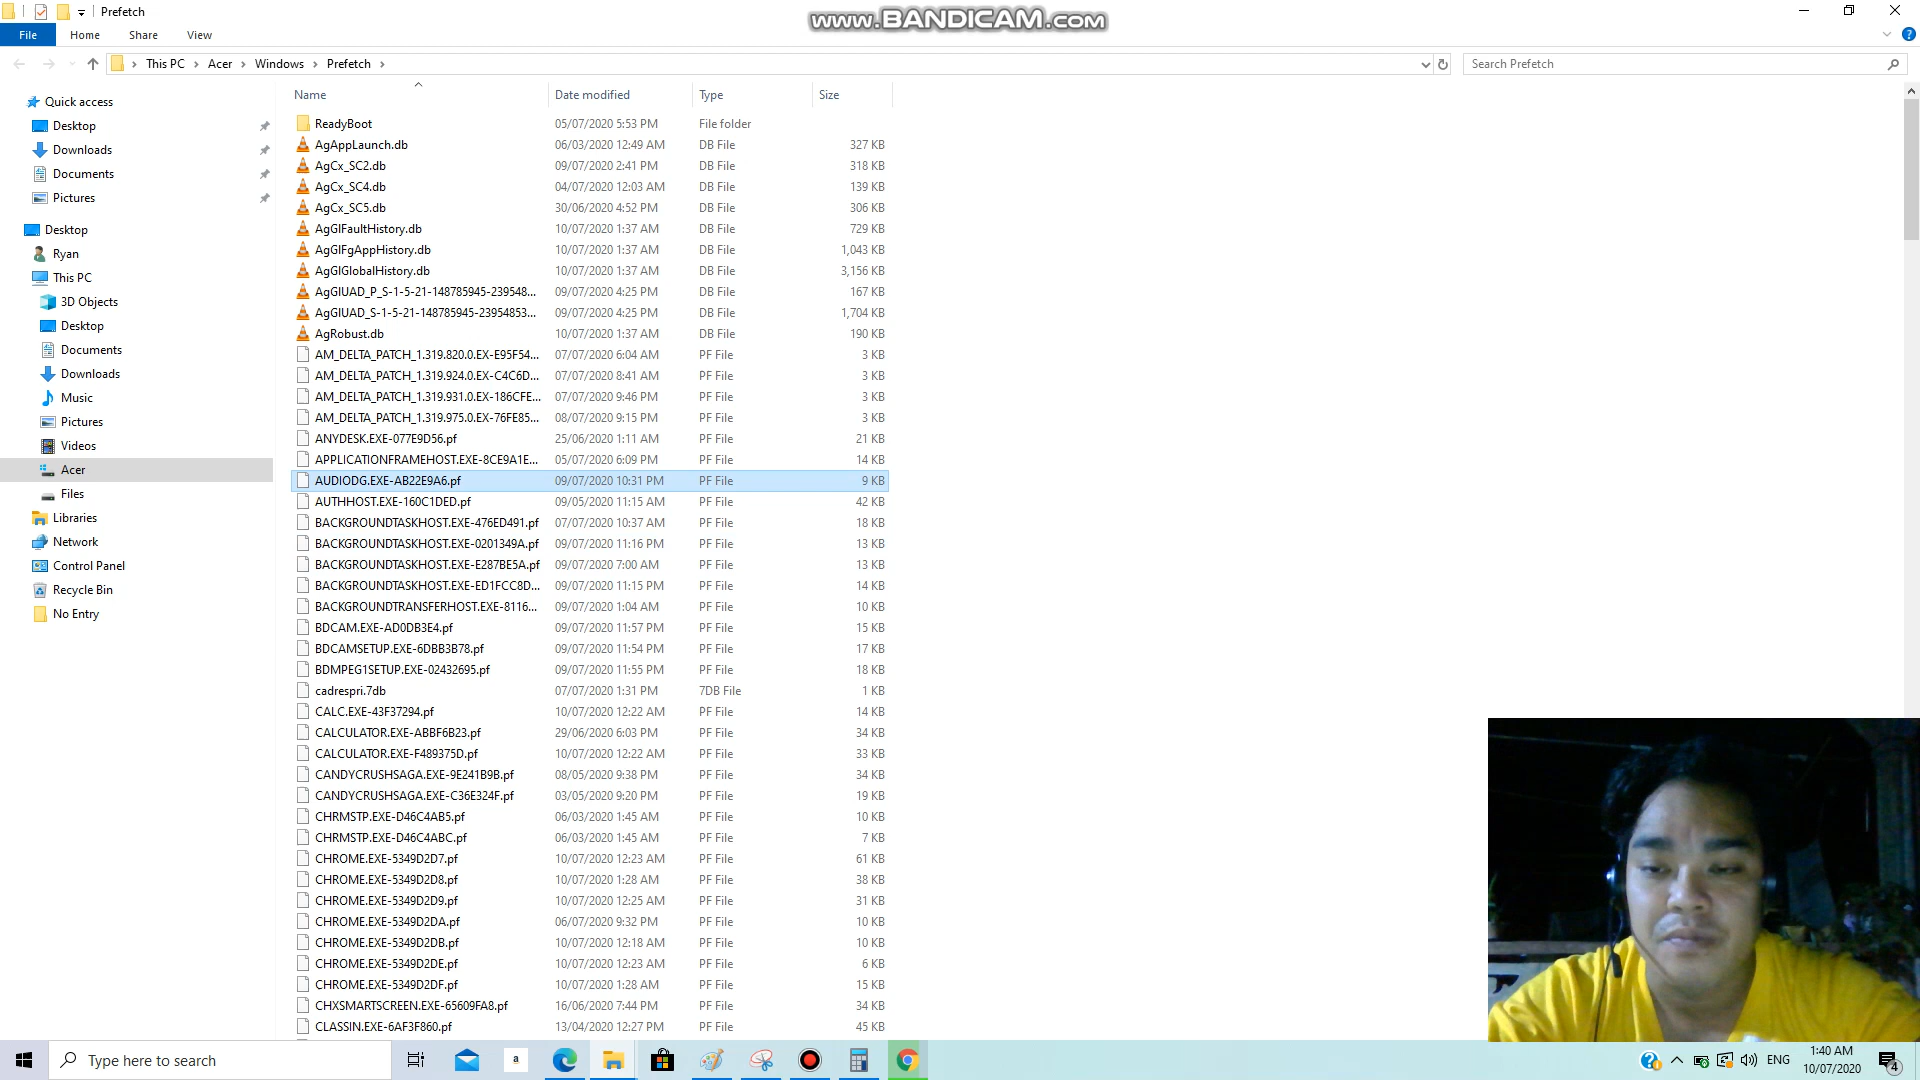 Prefetch
www.BANDICAM.com
File Home Share View
This PC Acer Windows Prefetch
Search Prefetch
Name Date modified Type Size
Quick access
Desktop
Downloads
Documents
Pictures
Desktop
Ryan
This PC
3D Objects
Desktop
Documents
Downloads
Music
Pictures
Videos
Acer
Files
Libraries
Network
Control Panel
Recycle Bin
No Entry
ReadyBoot 05/07/2020 5:53 PM File folder
AgAppLaunch.db 06/03/2020 12:49 AM DB File 327 KB
AgCx_SC2.db 09/07/2020 2:41 PM DB File 318 KB
AgCx_SC4.db 04/07/2020 12:03 AM DB File 139 KB
AgCx_SC5.db 30/06/2020 4:52 PM DB File 306 KB
AgGlFaultHistory.db 10/07/2020 1:37 AM DB File 729 KB
AgGlFgAppHistory.db 10/07/2020 1:37 AM DB File 1,043 KB
AgGlGlobalHistory.db 10/07/2020 1:37 AM DB File 3,156 KB
AgGlUAD_P_S-1-5-21-148785945-239548... 09/07/2020 4:25 PM DB File 167 KB
AgGlUAD_S-1-5-21-148785945-23954853... 09/07/2020 4:25 PM DB File 1,704 KB
AgRobust.db 10/07/2020 1:37 AM DB File 190 KB
AM_DELTA_PATCH_1.319.820.0.EX-E95F54... 07/07/2020 6:04 AM PF File 3 KB
AM_DELTA_PATCH_1.319.924.0.EX-C4C6D... 07/07/2020 8:41 AM PF File 3 KB
AM_DELTA_PATCH_1.319.931.0.EX-186CFE... 07/07/2020 9:46 PM PF File 3 KB
AM_DELTA_PATCH_1.319.975.0.EX-76FE85... 08/07/2020 9:15 PM PF File 3 KB
ANYDESK.EXE-077E9D56.pf 25/06/2020 1:11 AM PF File 21 KB
APPLICATIONFRAMEHOST.EXE-8CE9A1E... 05/07/2020 6:09 PM PF File 14 KB
AUDIODG.EXE-AB22E9A6.pf 09/07/2020 10:31 PM PF File 9 KB
AUTHHOST.EXE-160C1DED.pf 09/05/2020 11:15 AM PF File 42 KB
BACKGROUNDTASKHOST.EXE-476ED491.pf 07/07/2020 10:37 AM PF File 18 KB
BACKGROUNDTASKHOST.EXE-0201349A.pf 09/07/2020 11:16 PM PF File 13 KB
BACKGROUNDTASKHOST.EXE-E287BE5A.pf 09/07/2020 7:00 AM PF File 13 KB
BACKGROUNDTASKHOST.EXE-ED1FCC8D... 09/07/2020 11:15 PM PF File 14 KB
BACKGROUNDTRANSFERHOST.EXE-8116... 09/07/2020 1:04 AM PF File 10 KB
BDCAM.EXE-AD0DB3E4.pf 09/07/2020 11:57 PM PF File 15 KB
BDCAMSETUP.EXE-6DBB3B78.pf 09/07/2020 11:54 PM PF File 17 KB
BDMPEG1SETUP.EXE-02432695.pf 09/07/2020 11:55 PM PF File 18 KB
cadrespri.7db 07/07/2020 1:31 PM 7DB File 1 KB
CALC.EXE-43F37294.pf 10/07/2020 12:22 AM PF File 14 KB
CALCULATOR.EXE-ABBF6B23.pf 29/06/2020 6:03 PM PF File 34 KB
CALCULATOR.EXE-F489375D.pf 10/07/2020 12:22 AM PF File 33 KB
CANDYCRUSHSAGA.EXE-9E241B9B.pf 08/05/2020 9:38 PM PF File 34 KB
CANDYCRUSHSAGA.EXE-C36E324F.pf 03/05/2020 9:20 PM PF File 19 KB
CHRMSTP.EXE-D46C4AB5.pf 06/03/2020 1:45 AM PF File 10 KB
CHRMSTP.EXE-D46C4ABC.pf 06/03/2020 1:45 AM PF File 7 KB
CHROME.EXE-5349D2D7.pf 10/07/2020 12:23 AM PF File 61 KB
CHROME.EXE-5349D2D8.pf 10/07/2020 1:28 AM PF File 38 KB
CHROME.EXE-5349D2D9.pf 10/07/2020 12:25 AM PF File 31 KB
CHROME.EXE-5349D2DA.pf 06/07/2020 9:32 PM PF File 10 KB
CHROME.EXE-5349D2DB.pf 10/07/2020 12:18 AM PF File 10 KB
CHROME.EXE-5349D2DE.pf 10/07/2020 12:23 AM PF File 6 KB
CHROME.EXE-5349D2DF.pf 10/07/2020 1:28 AM PF File 15 KB
CHXSMARTSCREEN.EXE-65609FA8.pf 16/06/2020 7:44 PM PF File 34 KB
CLASSIN.EXE-6AF3F860.pf 13/04/2020 12:27 PM PF File 45 KB
Type here to search
a
ENG
1:40 AM
10/07/2020
4